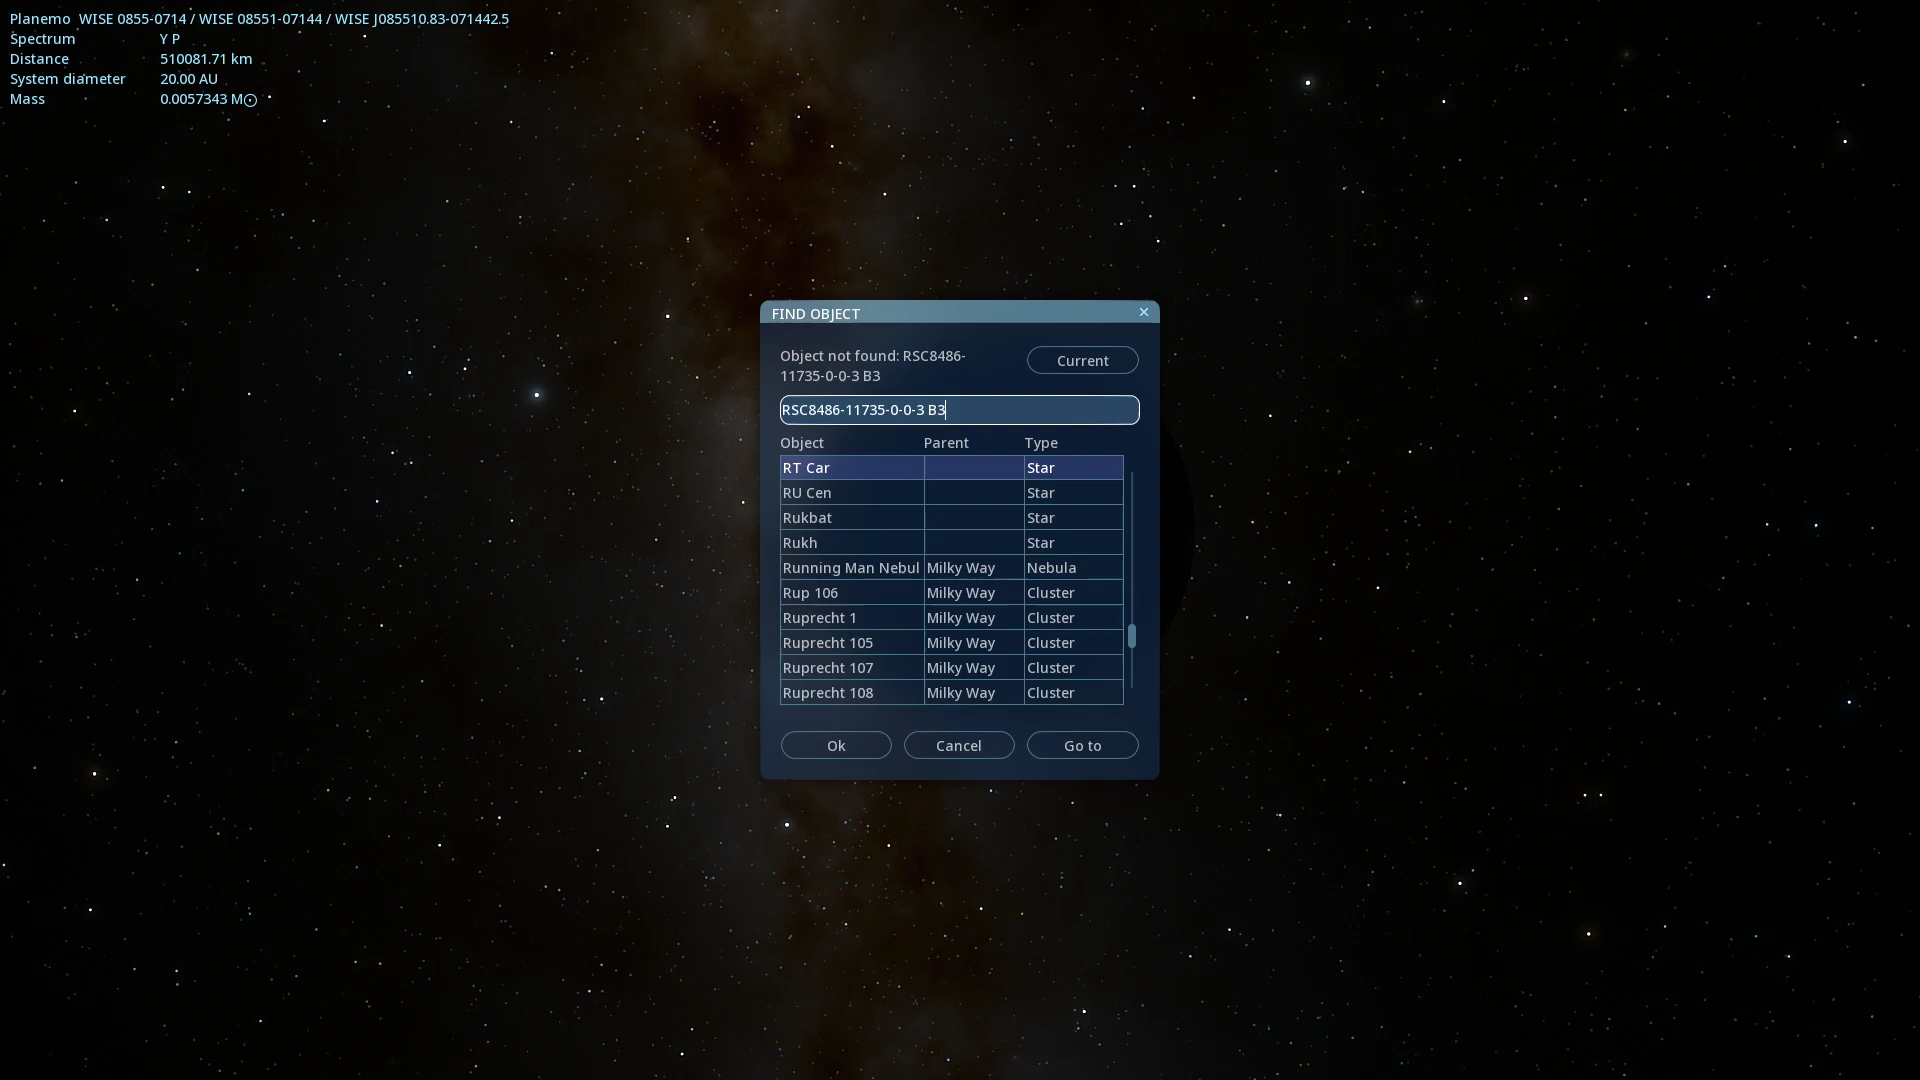 Planemo WISE 0855-0714 / WISE 08551-07144 / WISE J085510.83-071442.5
Spectrum Y P
Distance 510081.71 km
System diameter 20.00 AU
Mass 0.0057343 M☉
FIND OBJECT
Object not found: RSC8486-
11735-0-0-3 B3
Current
RSC8486-11735-0-0-3 B3
Object Parent Type
RT Car Star
RU Cen Star
Rukbat Star
Rukh Star
Running Man Nebul Milky Way Nebula
Rup 106 Milky Way Cluster
Ruprecht 1 Milky Way Cluster
Ruprecht 105 Milky Way Cluster
Ruprecht 107 Milky Way Cluster
Ruprecht 108 Milky Way Cluster
Ok Cancel Go to